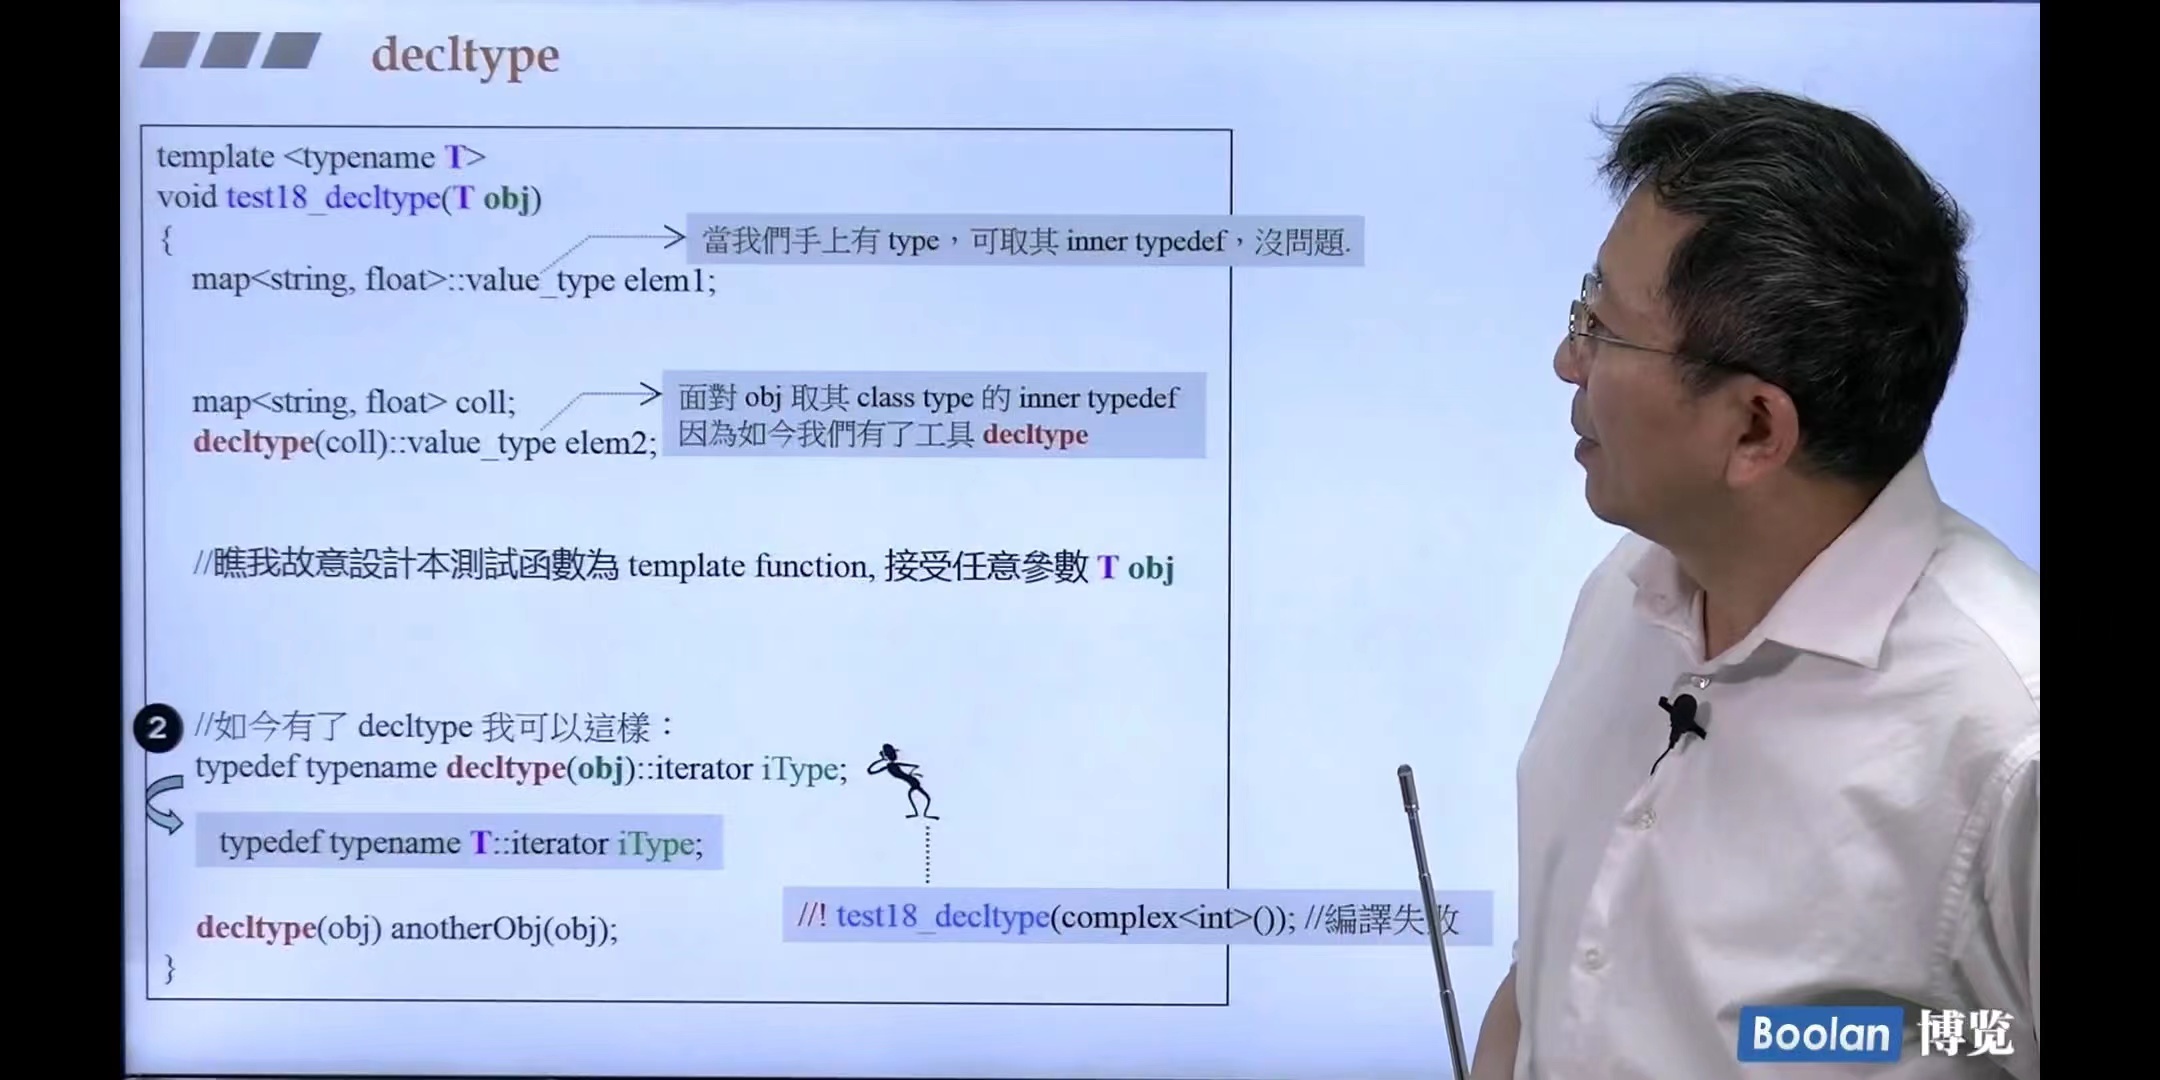 decltype
template <typename T>
void test18_decltype(T obj)
{
當我們手上有 type，可取其 inner typedef，沒問題.
map<string, float>::value_type elem1;
map<string, float> coll;
decltype(coll)::value_type elem2;
面對 obj 取其 class type 的 inner typedef
因為如今我們有了工具 decltype
//瞧我故意設計本測試函數為 template function, 接受任意參數 T obj
2
//如今有了 decltype 我可以這樣：
typedef typename decltype(obj)::iterator iType;
typedef typename T::iterator iType;
decltype(obj) anotherObj(obj);
//! test18_decltype(complex<int>()); //編譯失敗
}
Boolan 博览